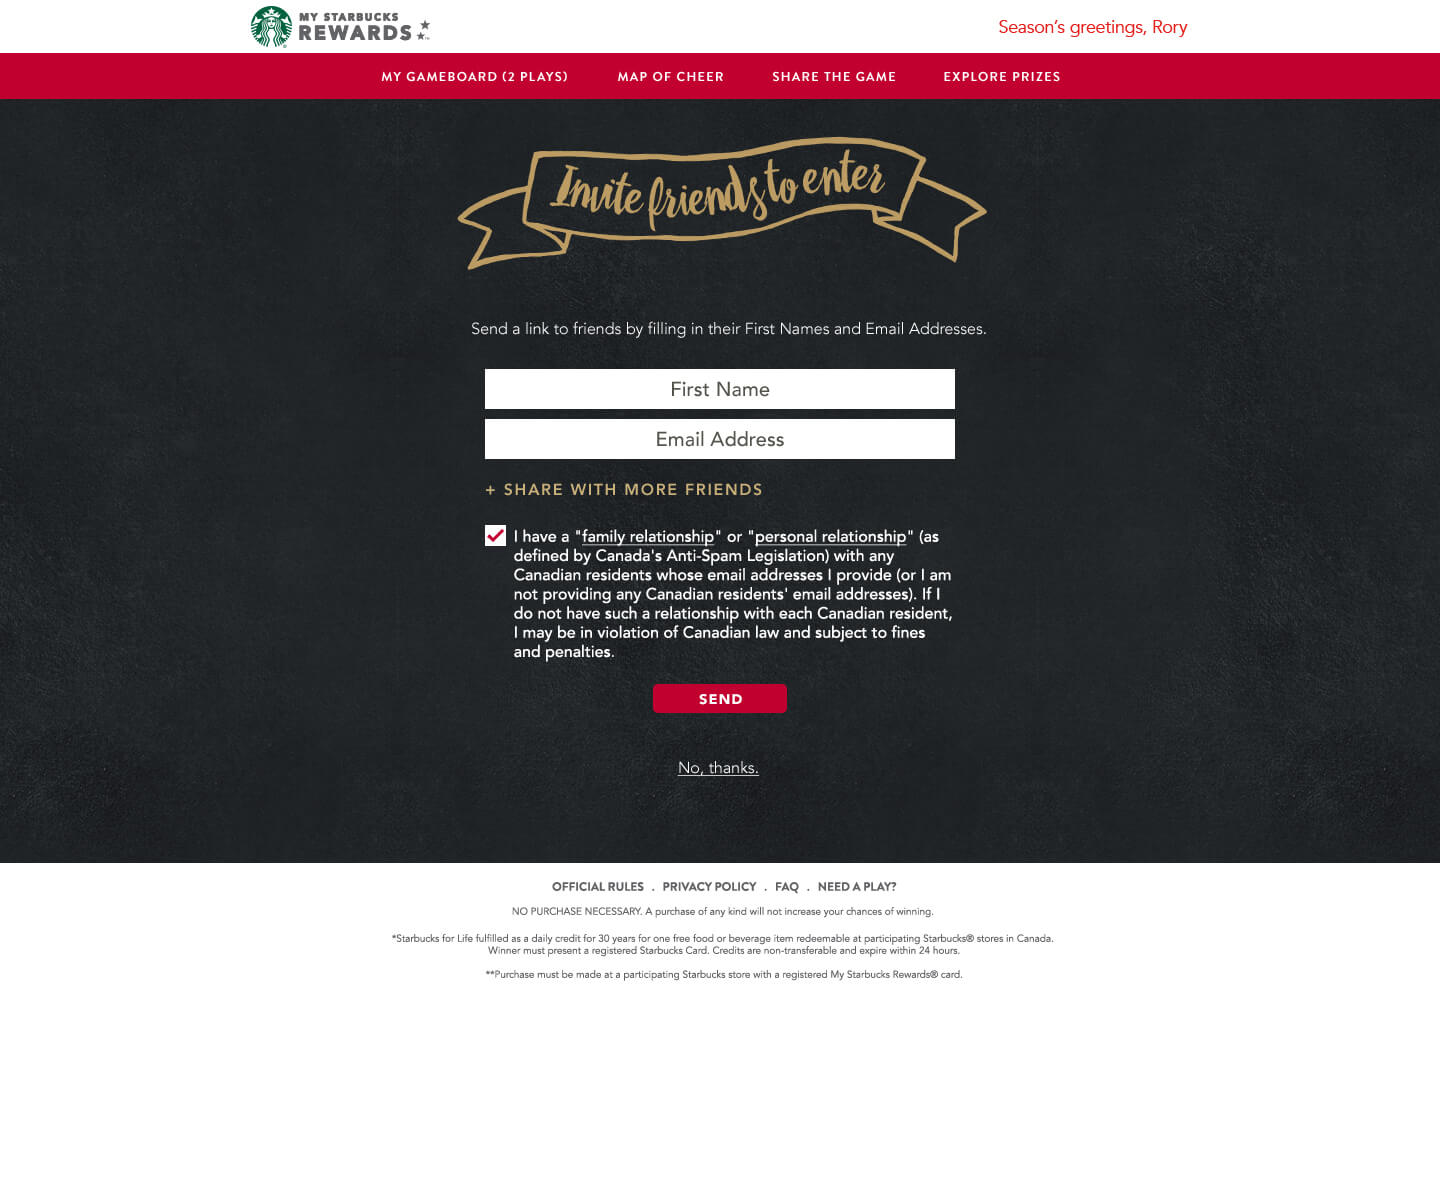 MY STARBUCKS
REWARDS
Season’s greetings, Rory
MY GAMEBOARD (2 PLAYS) MAP OF CHEER SHARE THE GAME EXPLORE PRIZES
Invite friends to enter
Send a link to friends by filling in their First Names and Email Addresses.
First Name
Email Address
+ SHARE WITH MORE FRIENDS
I have a "family relationship" or "personal relationship" (as
defined by Canada's Anti-Spam Legislation) with any
Canadian residents whose email addresses I provide (or I am
not providing any Canadian residents' email addresses). If I
do not have such a relationship with each Canadian resident,
I may be in violation of Canadian law and subject to fines
and penalties.
SEND
No, thanks.
OFFICIAL RULES . PRIVACY POLICY . FAQ . NEED A PLAY?
NO PURCHASE NECESSARY. A purchase of any kind will not increase your chances of winning.
*Starbucks for Life fulfilled as a daily credit for 30 years for one free food or beverage item redeemable at participating Starbucks® stores in Canada.
Winner must present a registered Starbucks Card. Credits are non-transferable and expire within 24 hours.
**Purchase must be made at a participating Starbucks store with a registered My Starbucks Rewards® card.